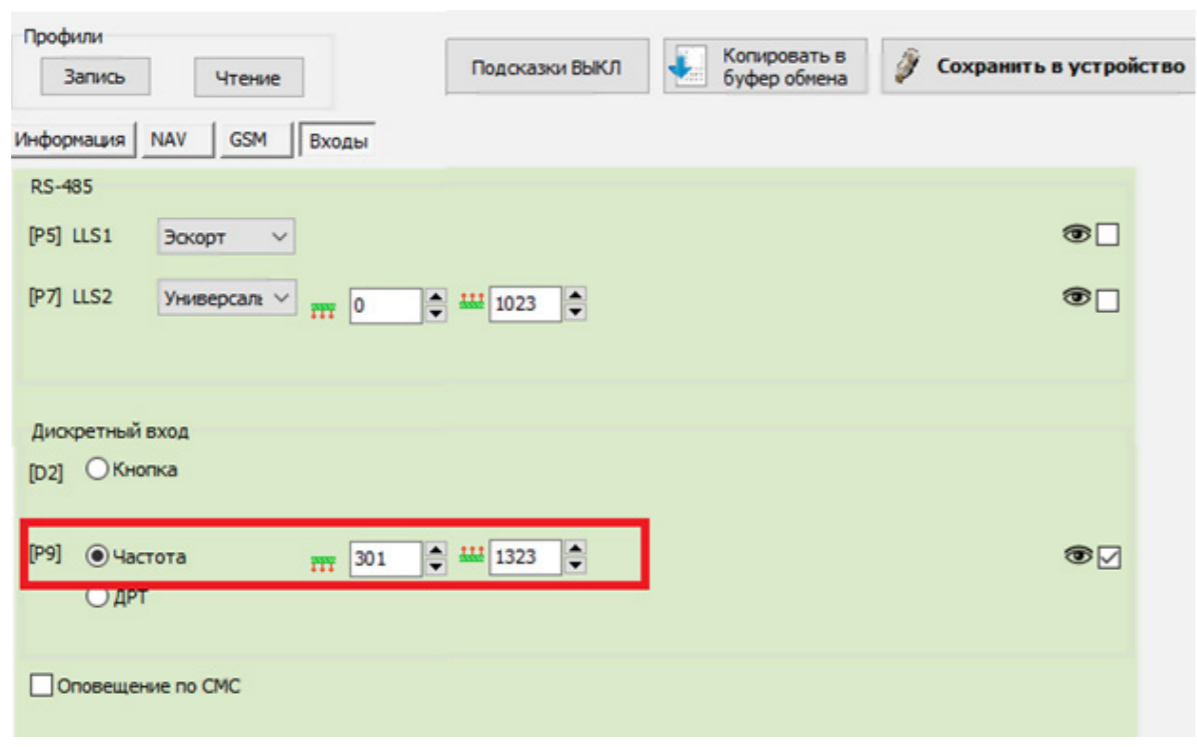 Профили
Запись Чтение Подсказки ВЫКЛ Копировать в
буфер обмена Сохранить в устройство
Информация NAV GSM Входы
RS-485
[P5] LLS1 Эскорт
[P7] LLS2 Универсаль 0 1023
Дискретный вход
[D2] Кнопка
[P9] Частота 301 1323
ДРТ
Оповещение по СМС